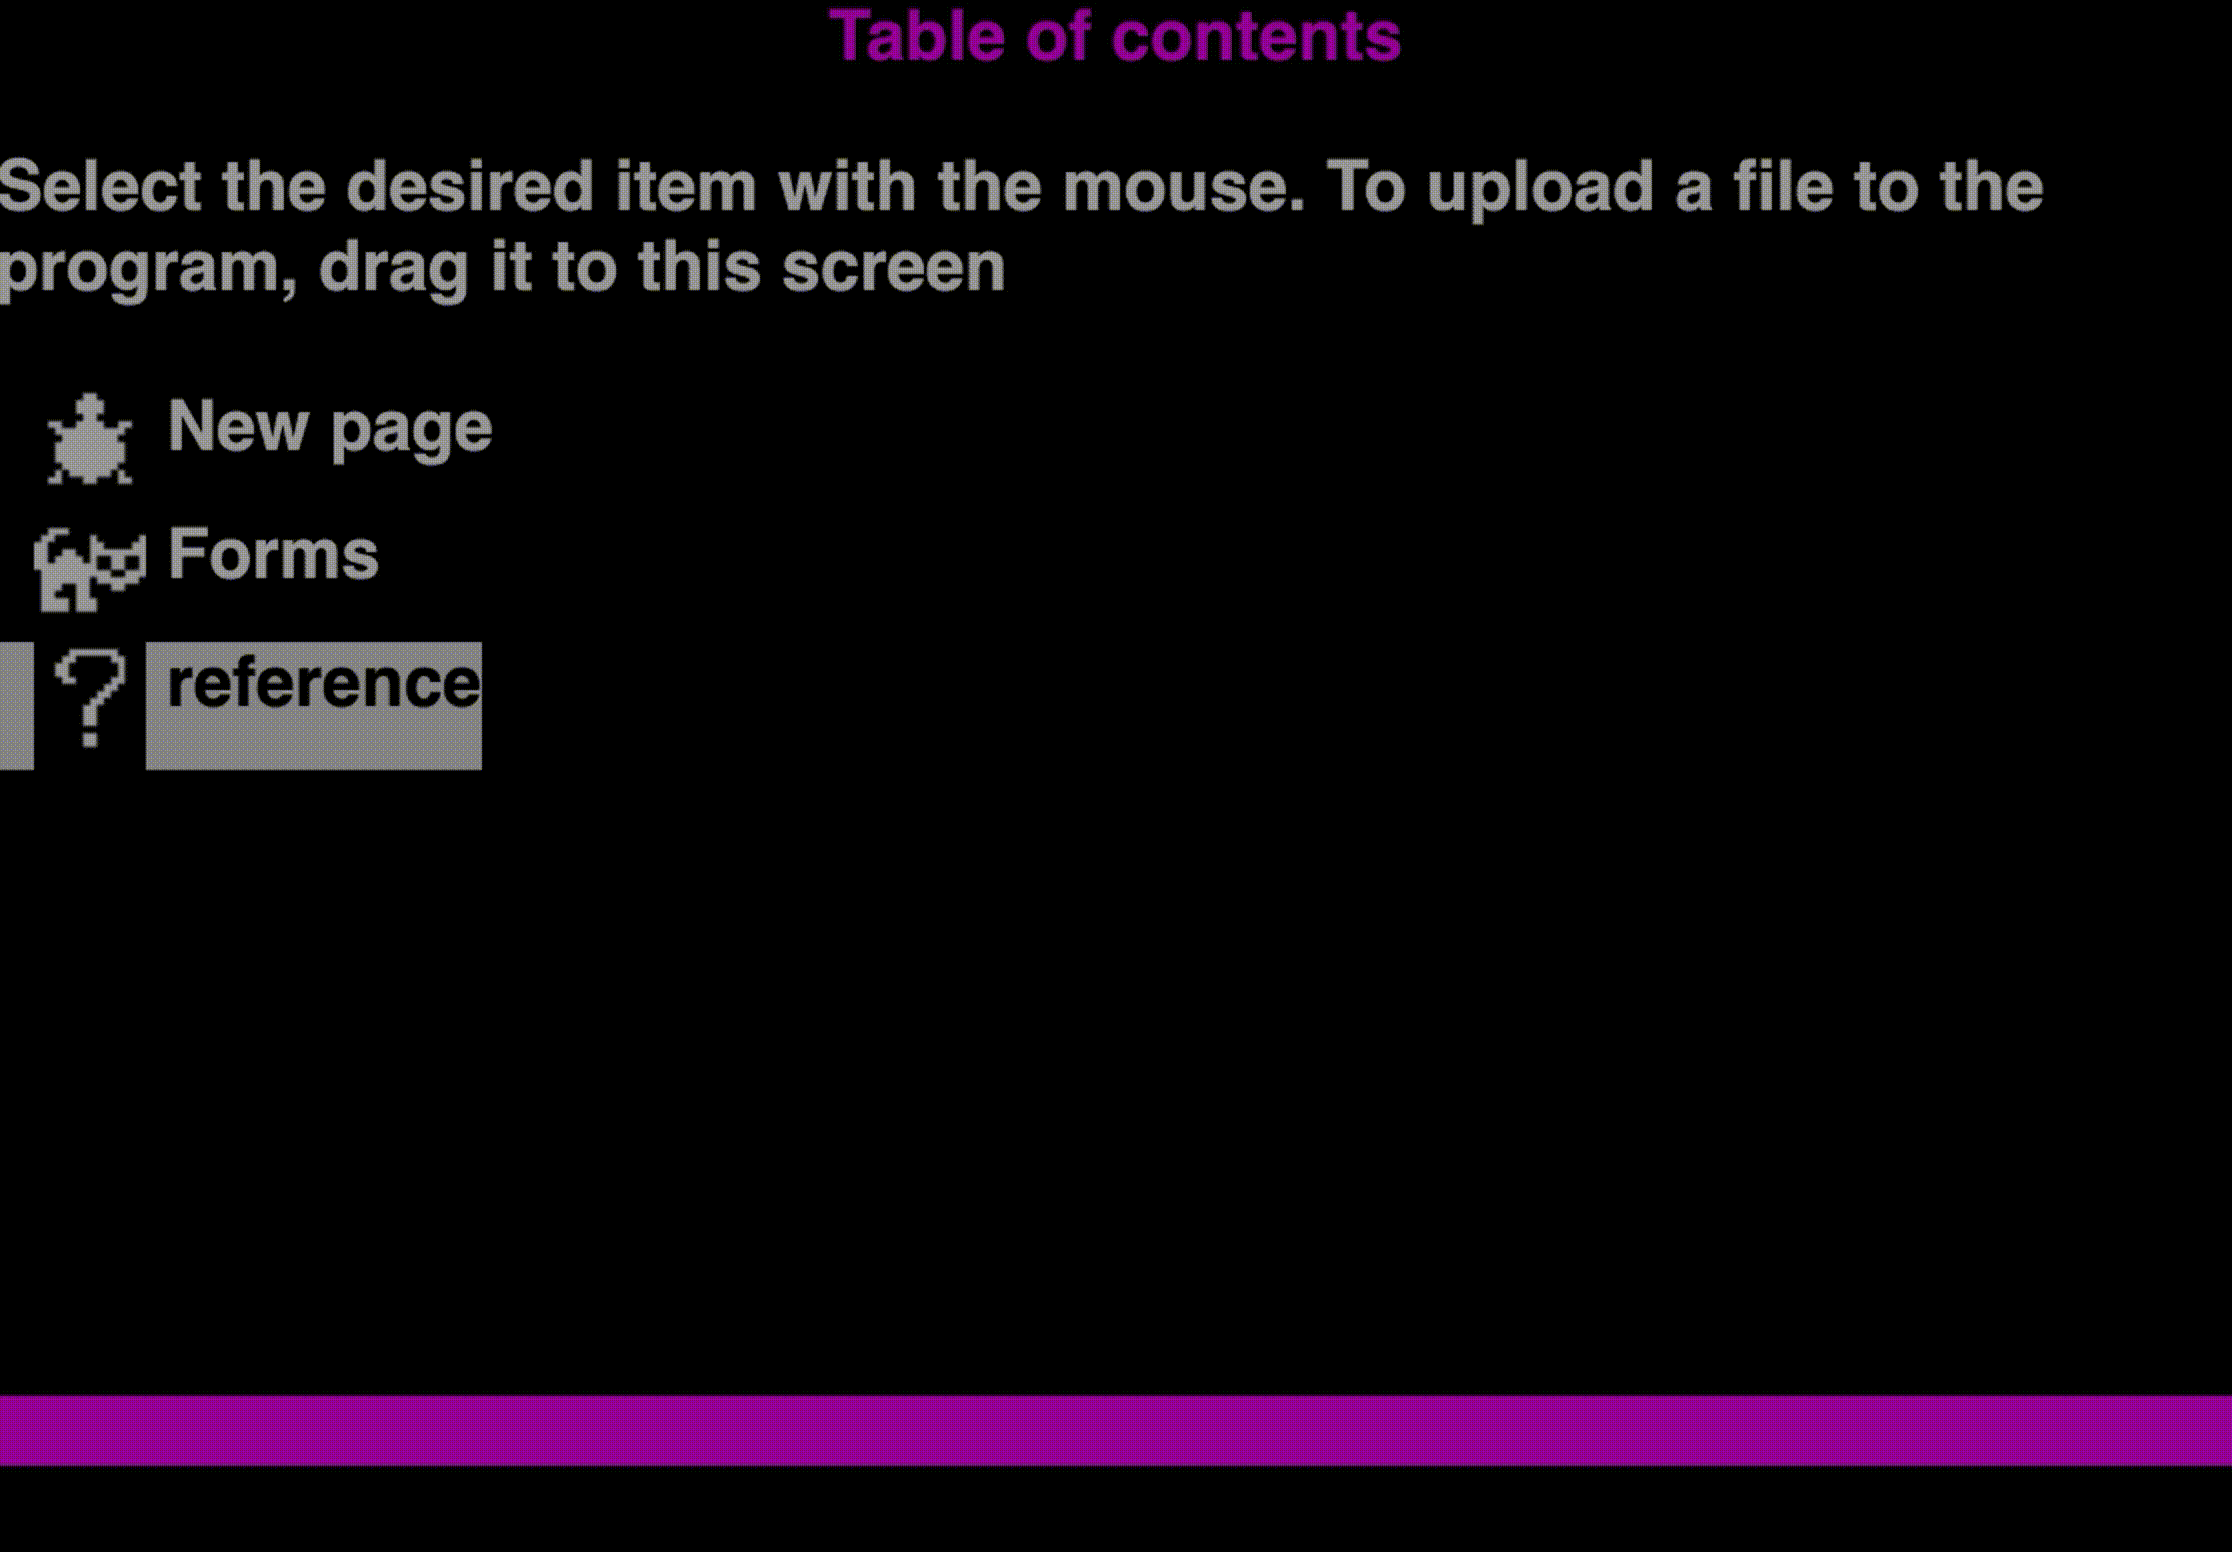 Table of contents
Select the desired item with the mouse. To upload a file to the
program, drag it to this screen
New page
Forms
? reference